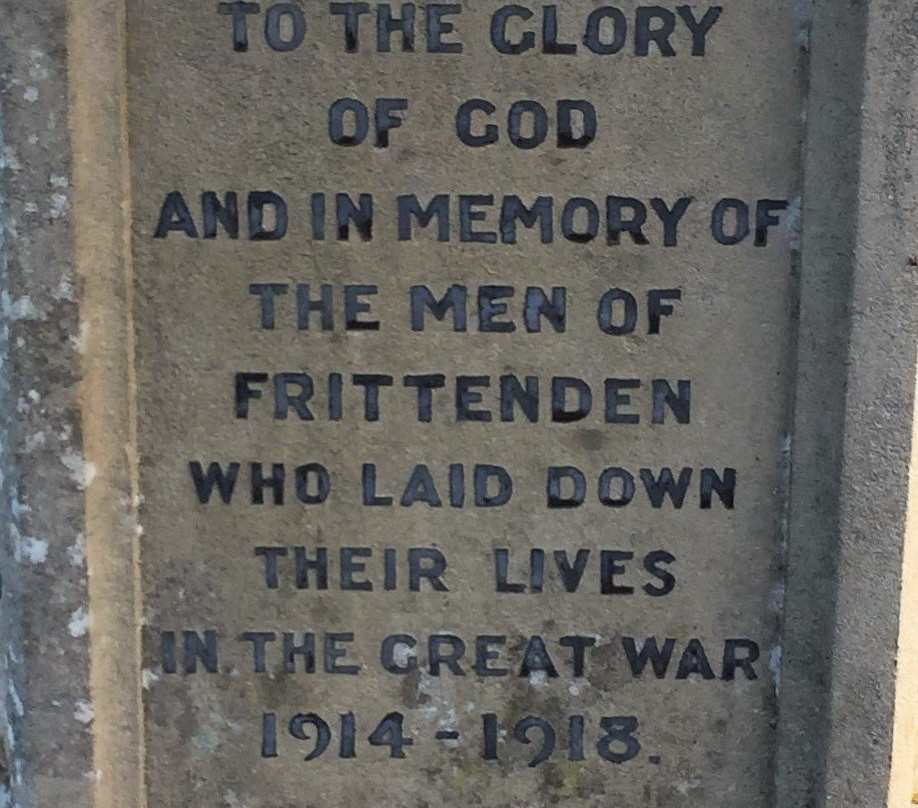 TO THE GLORY
OF GOD
AND IN MEMORY OF
THE MEN OF
FRITTENDEN
WHO LAID DOWN
THEIR LIVES
IN THE GREAT WAR
1914-1918.